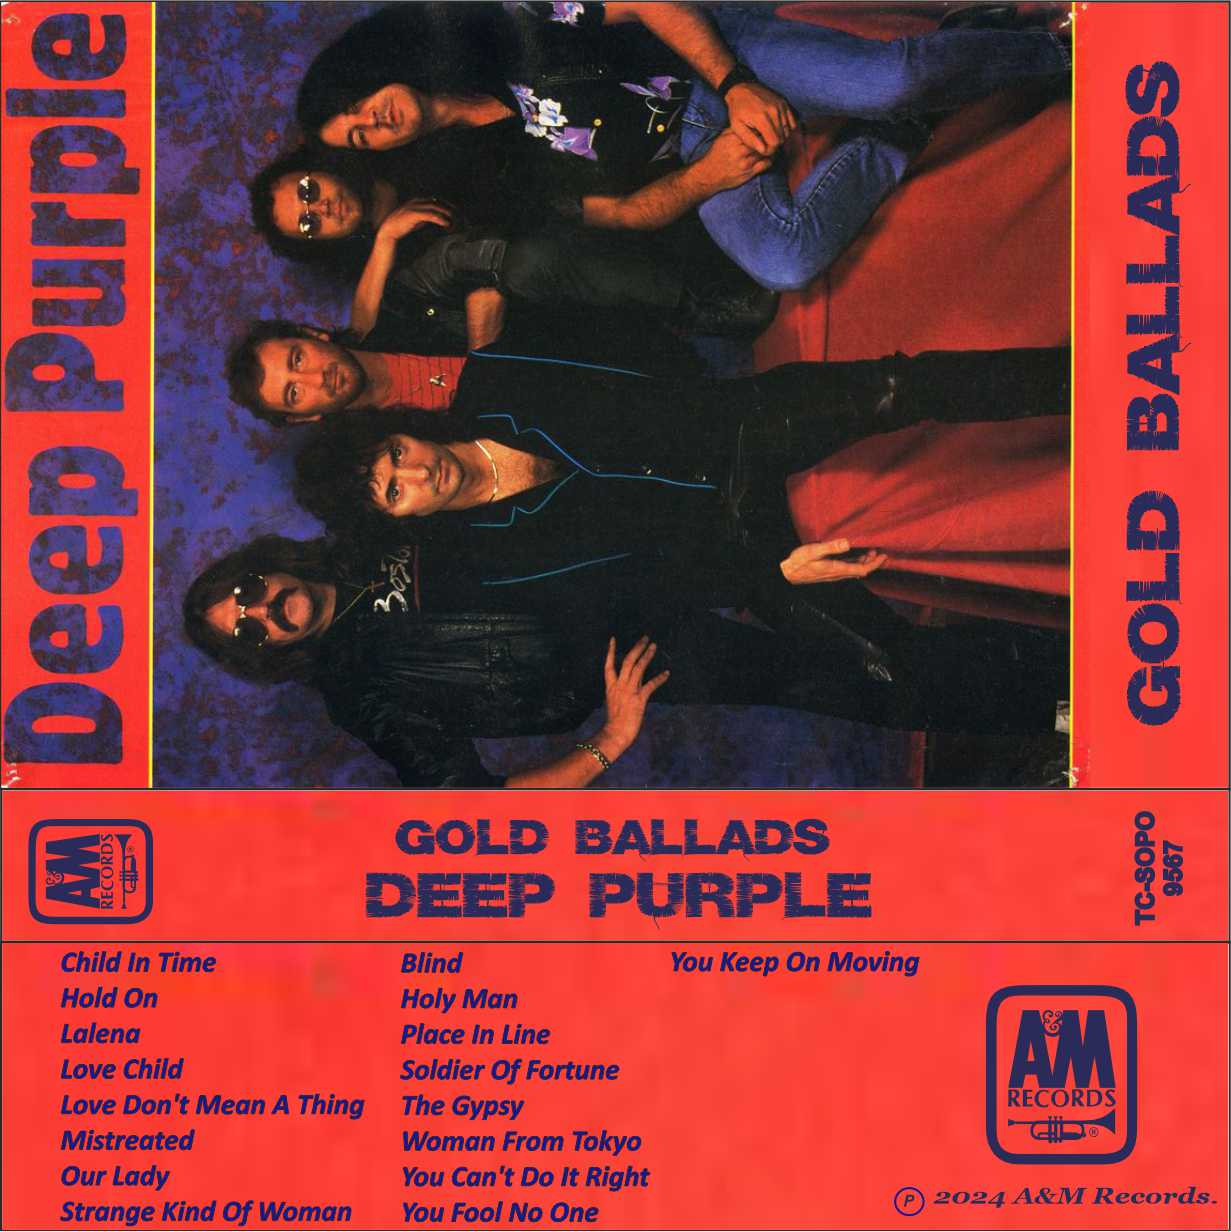 Deep Purple
30%
GOLD BALLADS
A&M
RECORDS
®
GOLD BALLADS
DEEP PURPLE
TC-SOPO
9567
Child In Time
Hold On
Lalena
Love Child
Love Don't Mean A Thing
Mistreated
Our Lady
Strange Kind Of Woman
Blind
Holy Man
Place In Line
Soldier Of Fortune
The Gypsy
Woman From Tokyo
You Can't Do It Right
You Fool No One
You Keep On Moving
A&M
RECORDS
®
Ⓟ 2024 A&M Records.